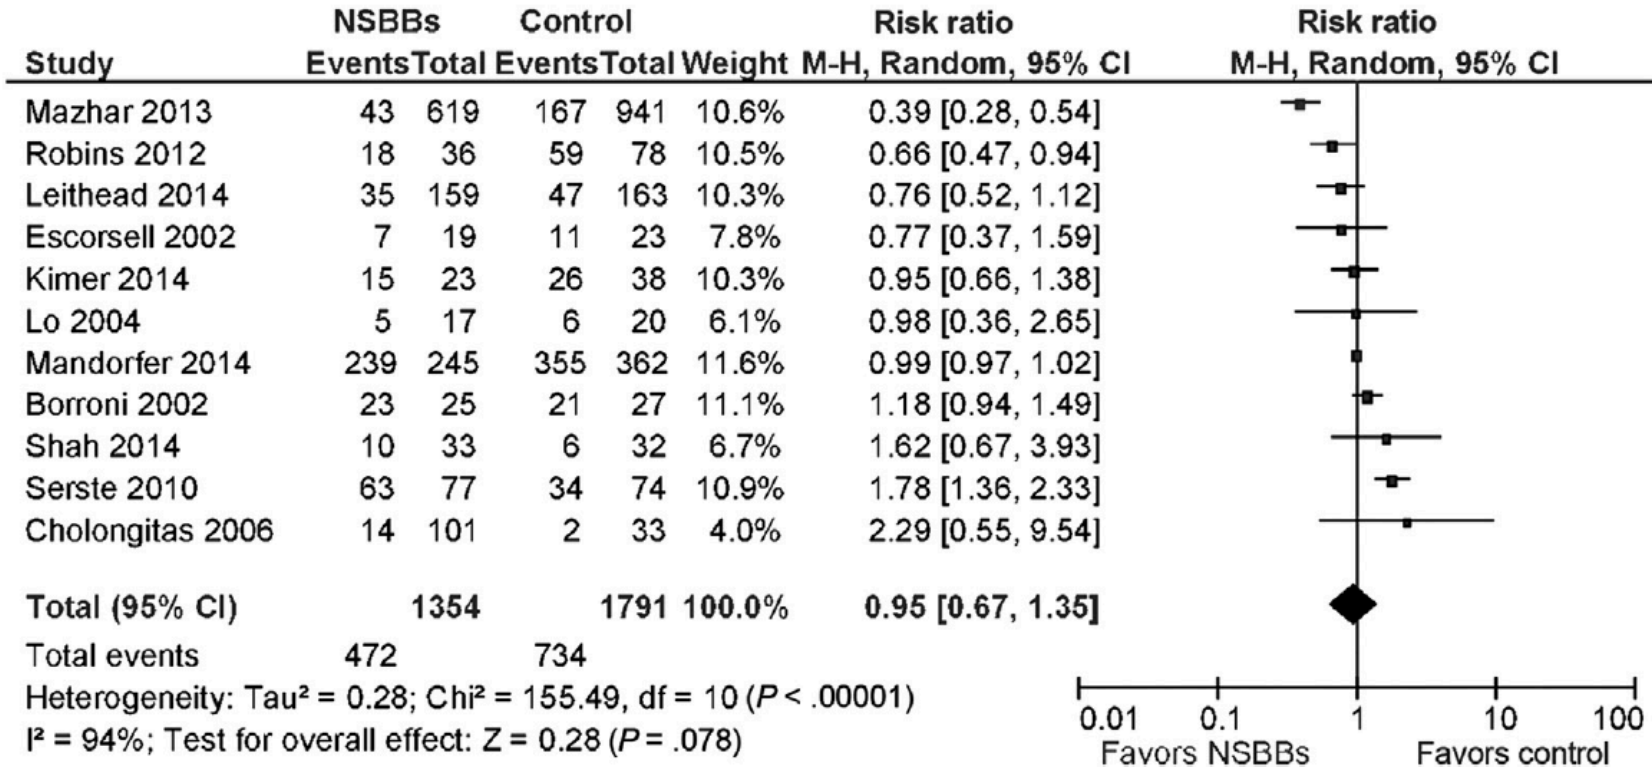 NSBBs Control Risk ratio Risk ratio
Study Events Total Events Total Weight M-H, Random, 95% CI M-H, Random, 95% CI
Mazhar 2013 43 619 167 941 10.6% 0.39 [0.28, 0.54]
Robins 2012 18 36 59 78 10.5% 0.66 [0.47, 0.94]
Leithead 2014 35 159 47 163 10.3% 0.76 [0.52, 1.12]
Escorsell 2002 7 19 11 23 7.8% 0.77 [0.37, 1.59]
Kimer 2014 15 23 26 38 10.3% 0.95 [0.66, 1.38]
Lo 2004 5 17 6 20 6.1% 0.98 [0.36, 2.65]
Mandorfer 2014 239 245 355 362 11.6% 0.99 [0.97, 1.02]
Borroni 2002 23 25 21 27 11.1% 1.18 [0.94, 1.49]
Shah 2014 10 33 6 32 6.7% 1.62 [0.67, 3.93]
Serste 2010 63 77 34 74 10.9% 1.78 [1.36, 2.33]
Cholongitas 2006 14 101 2 33 4.0% 2.29 [0.55, 9.54]
Total (95% CI) 1354 1791 100.0% 0.95 [0.67, 1.35]
Total events 472 734
Heterogeneity: Tau² = 0.28; Chi² = 155.49, df = 10 (P < .00001)
I² = 94%; Test for overall effect: Z = 0.28 (P = .078)
0.01 0.1 1 10 100
Favors NSBBs Favors control